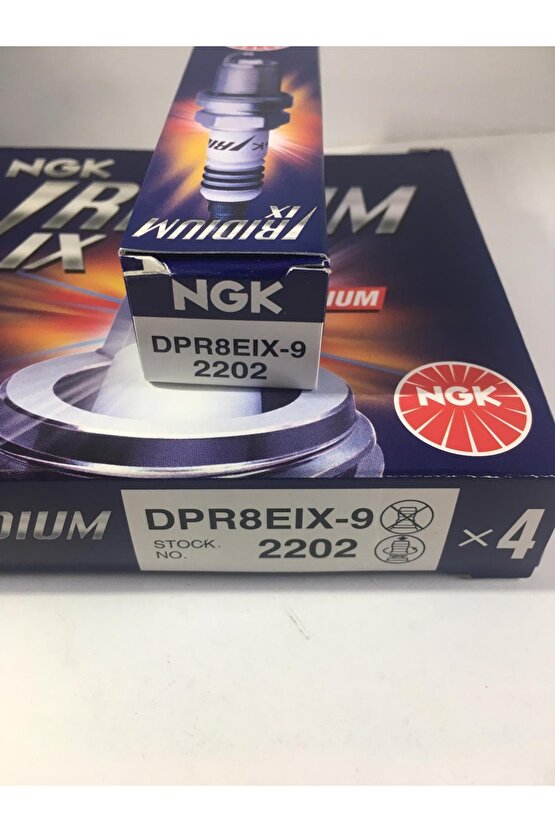 NGK
IRIDIUM
IX
NGK
DPR8EIX-9
2202
NGK
IRIDIUM
IX
IUM
NGK
DIUM
DPR8EIX-9
STOCK.
NO. 2202
×4